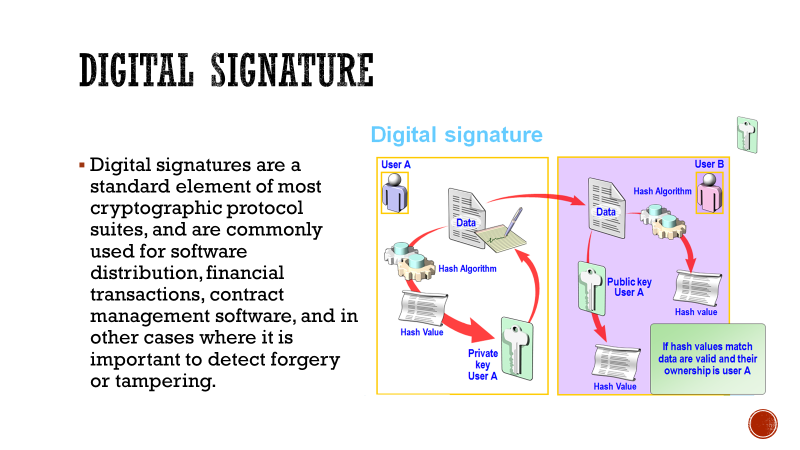 DIGITAL SIGNATURE
Digital signatures are a
standard element of most
cryptographic protocol
suites, and are commonly
used for software
distribution, financial
transactions, contract
management software, and in
other cases where it is
important to detect forgery
or tampering.
Digital signature
User A
Data
Hash Algorithm
Hash Value
Private
key
User A
User B
Hash Algorithm
Data
Public key
User A
Hash value
Hash Value
If hash values match
data are valid and their
ownership is user A